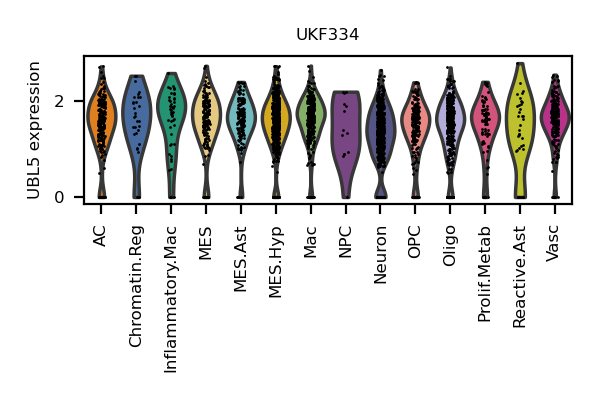 UKF334
UBL5 expression
2
0
AC
Chromatin.Reg
Inflammatory.Mac
MES
MES.Ast
MES.Hyp
Mac
NPC
Neuron
OPC
Oligo
Prolif.Metab
Reactive.Ast
Vasc